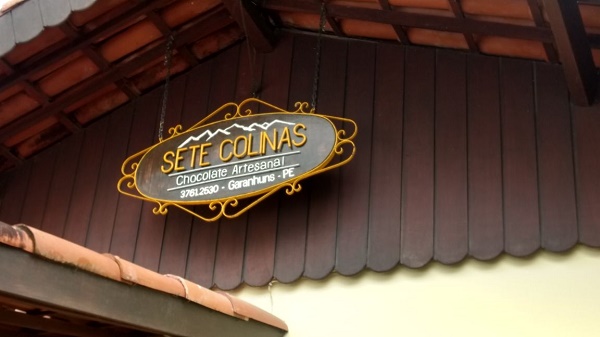 SETE COLINAS
Chocolate Artesanal
3761.2530 - Garanhuns - PE